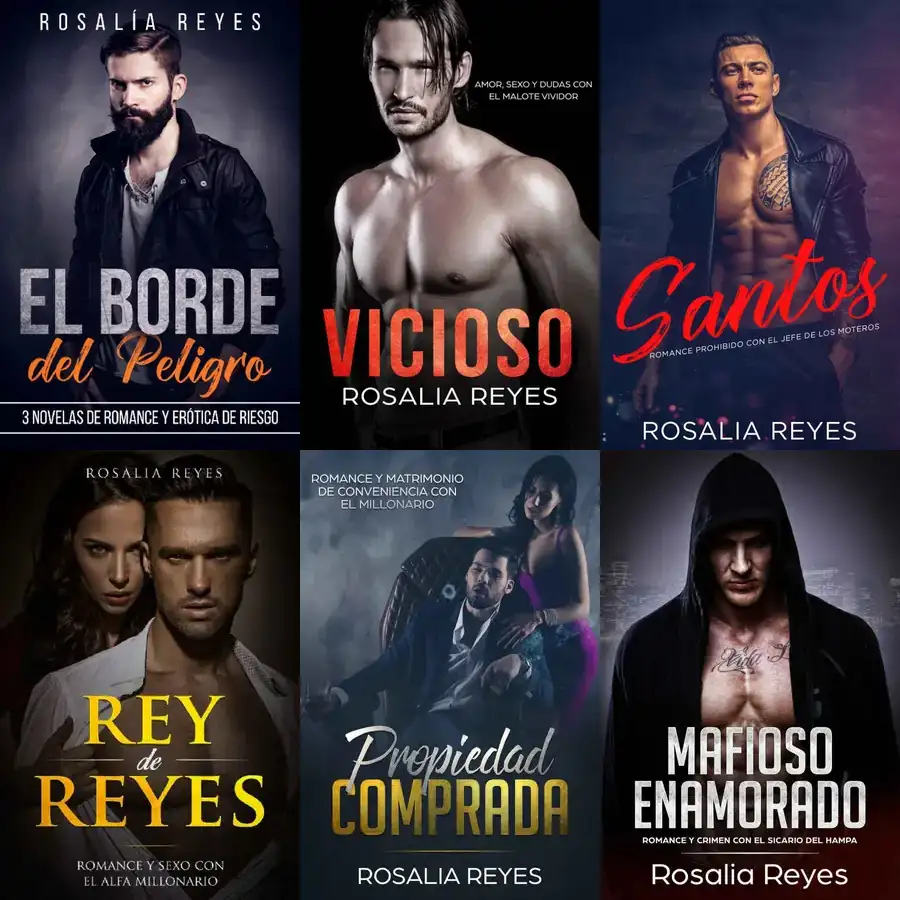 ROSALÍA REYES
EL BORDE
del Peligro
3 NOVELAS DE ROMANCE Y ERÓTICA DE RIESGO
AMOR, SEXO Y DUDAS CON
EL MALOTE VIVIDOR
VICIOSO
ROSALIA REYES
Santos
ROMANCE PROHIBIDO CON EL JEFE DE LOS MOTEROS
ROSALIA REYES
ROSALIA REYES
REY
de
REYES
ROMANCE Y SEXO CON
EL ALFA MILLONARIO
ROMANCE Y MATRIMONIO
DE CONVENIENCIA CON
EL MILLONARIO
Propiedad
COMPRADA
ROSALIA REYES
Vida L
MAFIOSO
ENAMORADO
ROMANCE Y CRIMEN CON EL SICARIO DEL HAMPA
Rosalia Reyes